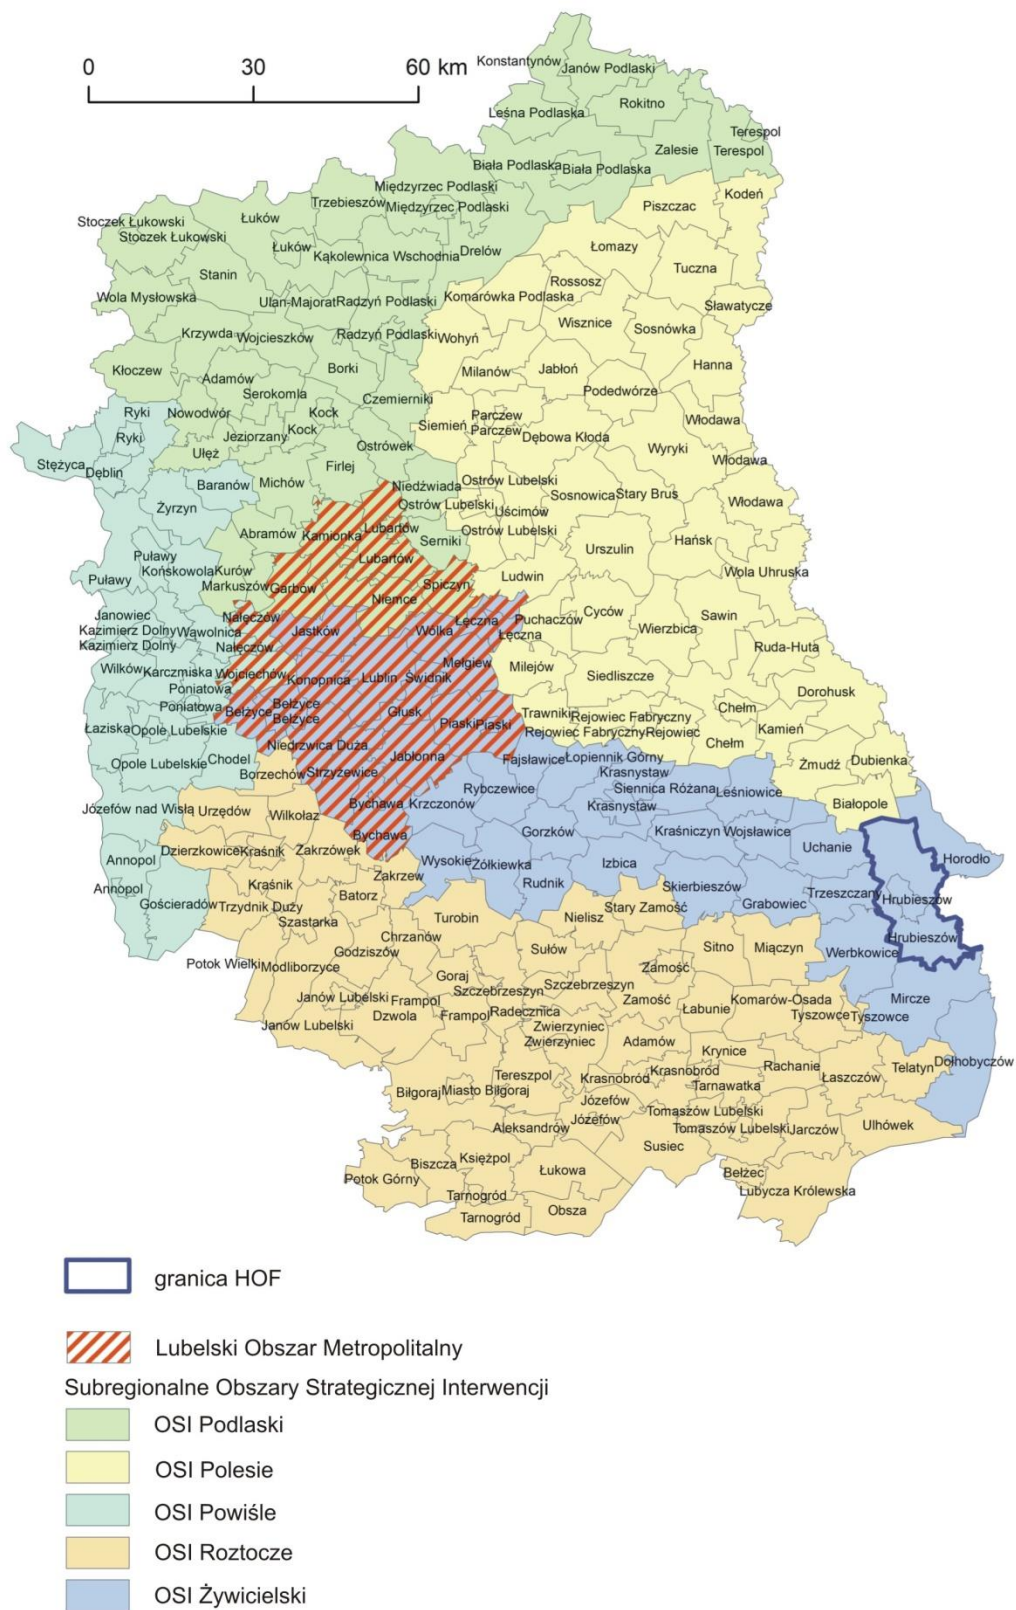 0 30 60 km
Konstantynów
Janów Podlaski
Rokitno
Leśna Podlaska
Terespol
Zalesie
Terespol
Biała Podlaska
Biała Podlaska
Międzyrzec Podlaski
Kodeń
Trzebieszów
Międzyrzec Podlaski
Piszczac
Łuków
Stoczek Łukowski
Stoczek Łukowski
Łuków
Kąkolewnica Wschodnia
Drelów
Łomazy
Tuczna
Stanin
Rossosz
Wola Mysłowska
Ulan-Majorat
Radzyń Podlaski
Komarówka Podlaska
Sławatycze
Wisznice
Sosnówka
Krzywda
Wojcieszków
Radzyń Podlaski
Wohyń
Hanna
Kłoczew
Borki
Milanów
Jabłoń
Adamów
Podedwórze
Serokomla
Czemierniki
Ryki
Nowodwór
Kock
Parczew
Siemień
Włodawa
Ryki
Jeziorzany
Kock
Parczew
Dębowa Kłoda
Wyryki
Ułęż
Ostrówek
Stężyca
Dęblin
Firlej
Włodawa
Baranów
Michów
Niedźwiada
Ostrów Lubelski
Sosnowica
Stary Brus
Żyrzyn
Ostrów Lubelski
Uścimów
Włodawa
Abramów
Kamionka
Lubartów
Ostrów Lubelski
Serniki
Hańsk
Urszulin
Puławy
Końskowola
Kurów
Lubartów
Wola Uhruska
Puławy
Markuszów
Garbów
Spiczyn
Ludwin
Niemce
Janowiec
Nałęczów
Łęczna
Puchaczów
Cyców
Sawin
Kazimierz Dolny
Wąwolnica
Jastków
Wólka
Łęczna
Wierzbica
Kazimierz Dolny
Nałęczów
Ruda-Huta
Wilków
Karczmiska
Wojciechów
Konopnica
Lublin
Świdnik
Mełgiew
Milejów
Siedliszcze
Poniatowa
Dorohusk
Poniatowa
Bełżyce
Bełżyce
Bełżyce
Głusk
Piaski
Piaski
Trawniki
Rejowiec Fabryczny
Chełm
Łaziska
Opole Lubelskie
Rejowiec Fabryczny
Rejowiec
Kamień
Niedrzwica Duża
Chełm
Opole Lubelskie
Chodel
Jabłonna
Fajsławice
Łopiennik Górny
Żmudź
Dubienka
Borzechów
Strzyżewice
Krasnystaw
Rybczewice
Siennica Różana
Leśniowice
Józefów nad Wisłą
Urzędów
Bychawa
Krzczonów
Krasnystaw
Białopole
Wilkołaz
Bychawa
Gorzków
Kraśniczyn
Wojsławice
Dzierzkowice
Kraśnik
Zakrzówek
Uchanie
Annopol
Wysokie
Żółkiewka
Izbica
Horodło
Zakrzew
Annopol
Kraśnik
Rudnik
Skierbieszów
Trzeszczany
Gościeradów
Trzydnik Duży
Batorz
Grabowiec
Hrubieszów
Szastarka
Turobin
Nielisz
Stary Zamość
Chrzanów
Hrubieszów
Godziszów
Sułów
Sitno
Miączyn
Werbkowice
Potok Wielki
Modliborzyce
Zamość
Goraj
Janów Lubelski
Szczebrzeszyn
Szczebrzeszyn
Frampol
Zamość
Komarów-Osada
Mircze
Dzwola
Frampol
Radecznica
Łabunie
Tyszowce
Tyszowce
Janów Lubelski
Zwierzyniec
Zwierzyniec
Adamów
Krynice
Rachanie
Dołhobyczów
Tereszpol
Krasnobród
Krasnobród
Łaszczów
Telatyn
Biłgoraj
Miasto Biłgoraj
Tarnawatka
Józefów
Tomaszów Lubelski
Józefów
Aleksandrów
Tomaszów Lubelski
Jarczów
Ulhówek
Susiec
Biszcza
Księżpol
Łukowa
Bełżec
Potok Górny
Lubycza Królewska
Tarnogród
Obsza
Tarnogród
granica HOF
Lubelski Obszar Metropolitalny
Subregionalne Obszary Strategicznej Interwencji
OSI Podlaski
OSI Polesie
OSI Powiśle
OSI Roztocze
OSI Żywicielski